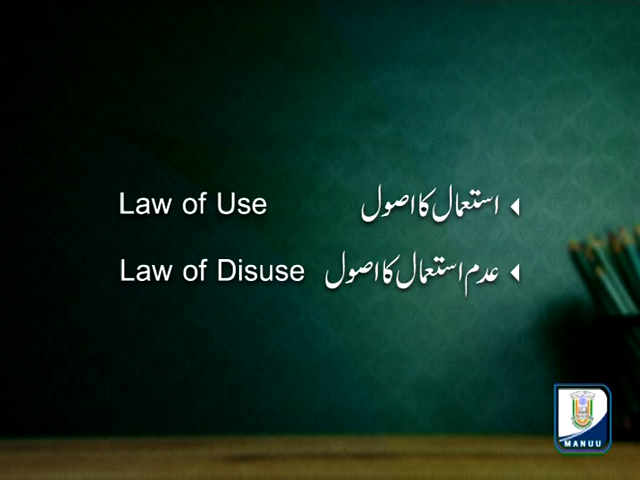 استعمال کا اصول Law of Use
عدم استعمال کا اصول Law of Disuse
MANUU